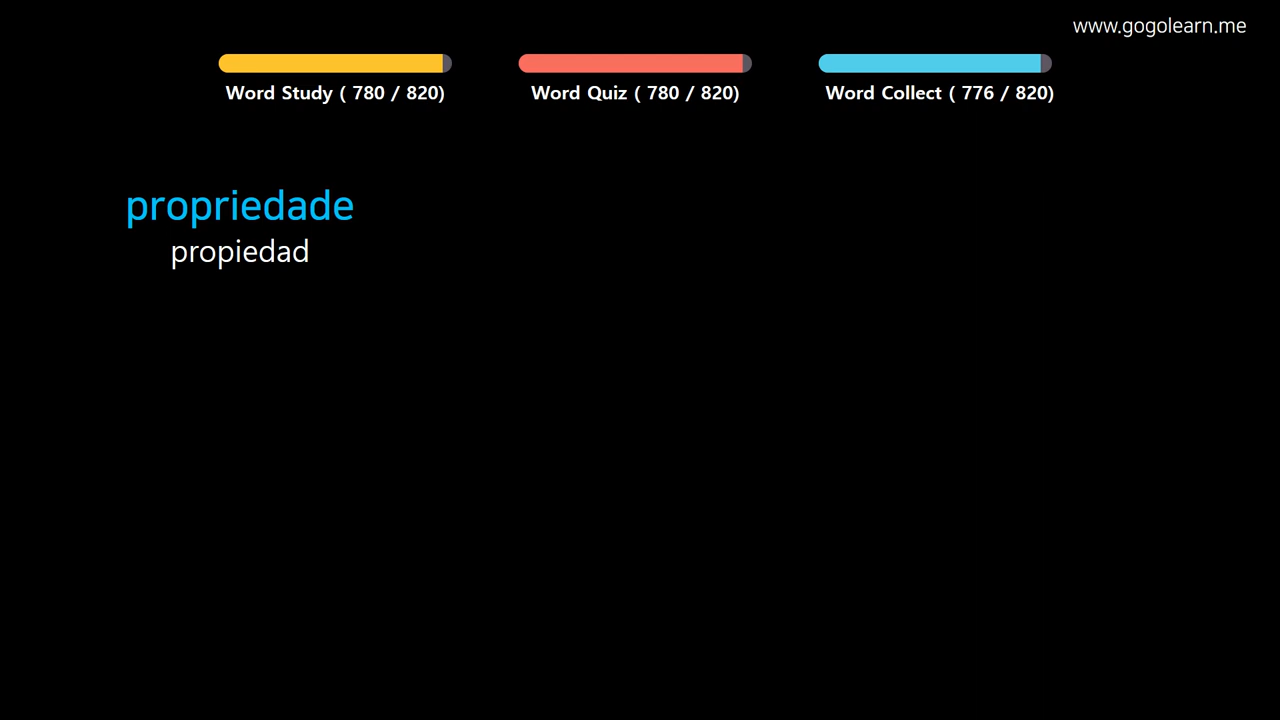 www.gogolearn.me
Word Study ( 780 / 820)
Word Quiz ( 780 / 820)
Word Collect ( 776 / 820)
propriedade
propiedad